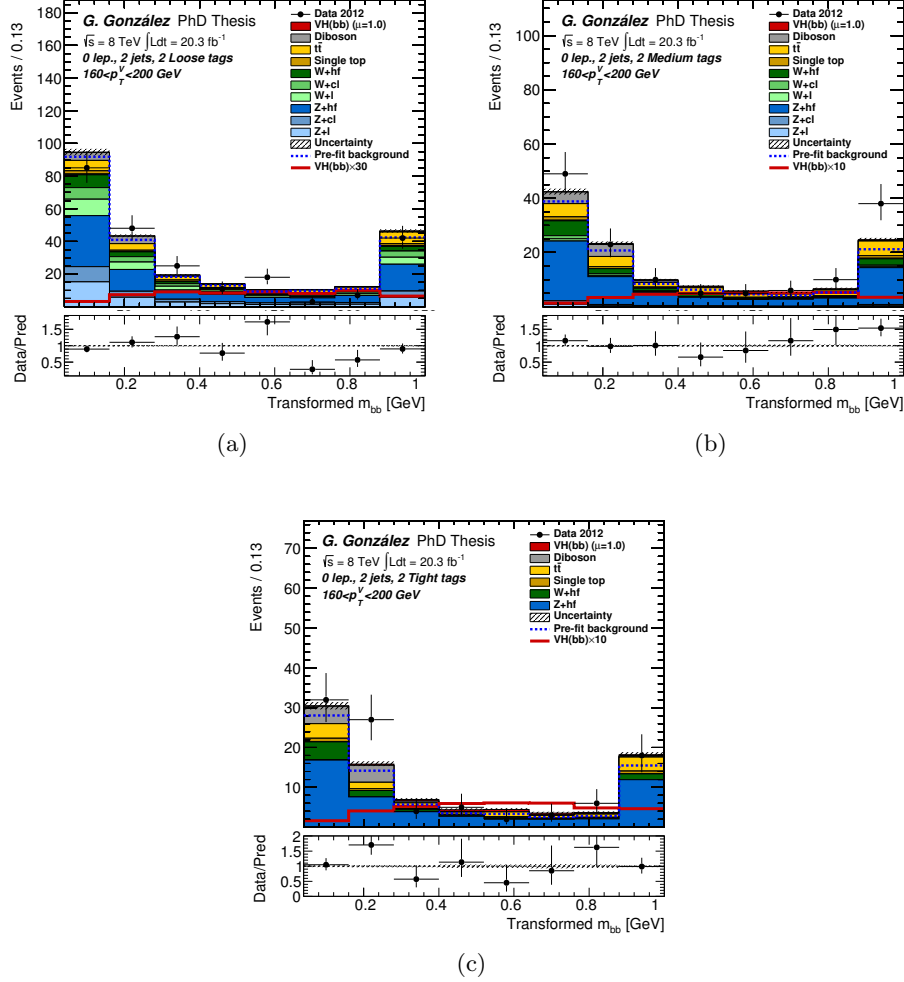 G. González PhD Thesis
√s = 8 TeV ∫Ldt = 20.3 fb⁻¹
0 lep., 2 jets, 2 Loose tags
160<p_T^V<200 GeV
Data 2012
VH(bb) (μ=1.0)
Diboson
tt̄
Single top
W+hf
W+cl
W+l
Z+hf
Z+cl
Z+l
Uncertainty
Pre-fit background
VH(bb)×30
Events / 0.13
180
160
140
120
100
80
60
40
20
Data/Pred
1.5
1
0.5
0.2 0.4 0.6 0.8 1
Transformed m_bb [GeV]
(a)
G. González PhD Thesis
√s = 8 TeV ∫Ldt = 20.3 fb⁻¹
0 lep., 2 jets, 2 Medium tags
160<p_T^V<200 GeV
Data 2012
VH(bb) (μ=1.0)
Diboson
tt̄
Single top
W+hf
W+cl
W+l
Z+hf
Z+cl
Z+l
Uncertainty
Pre-fit background
VH(bb)×10
Events / 0.13
100
80
60
40
20
Data/Pred
1.5
1
0.5
0.2 0.4 0.6 0.8 1
Transformed m_bb [GeV]
(b)
G. González PhD Thesis
√s = 8 TeV ∫Ldt = 20.3 fb⁻¹
0 lep., 2 jets, 2 Tight tags
160<p_T^V<200 GeV
Data 2012
VH(bb) (μ=1.0)
Diboson
tt̄
Single top
W+hf
Z+hf
Uncertainty
Pre-fit background
VH(bb)×10
Events / 0.13
70
60
50
40
30
20
10
Data/Pred
2
1.5
1
0.5
0
0.2 0.4 0.6 0.8 1
Transformed m_bb [GeV]
(c)